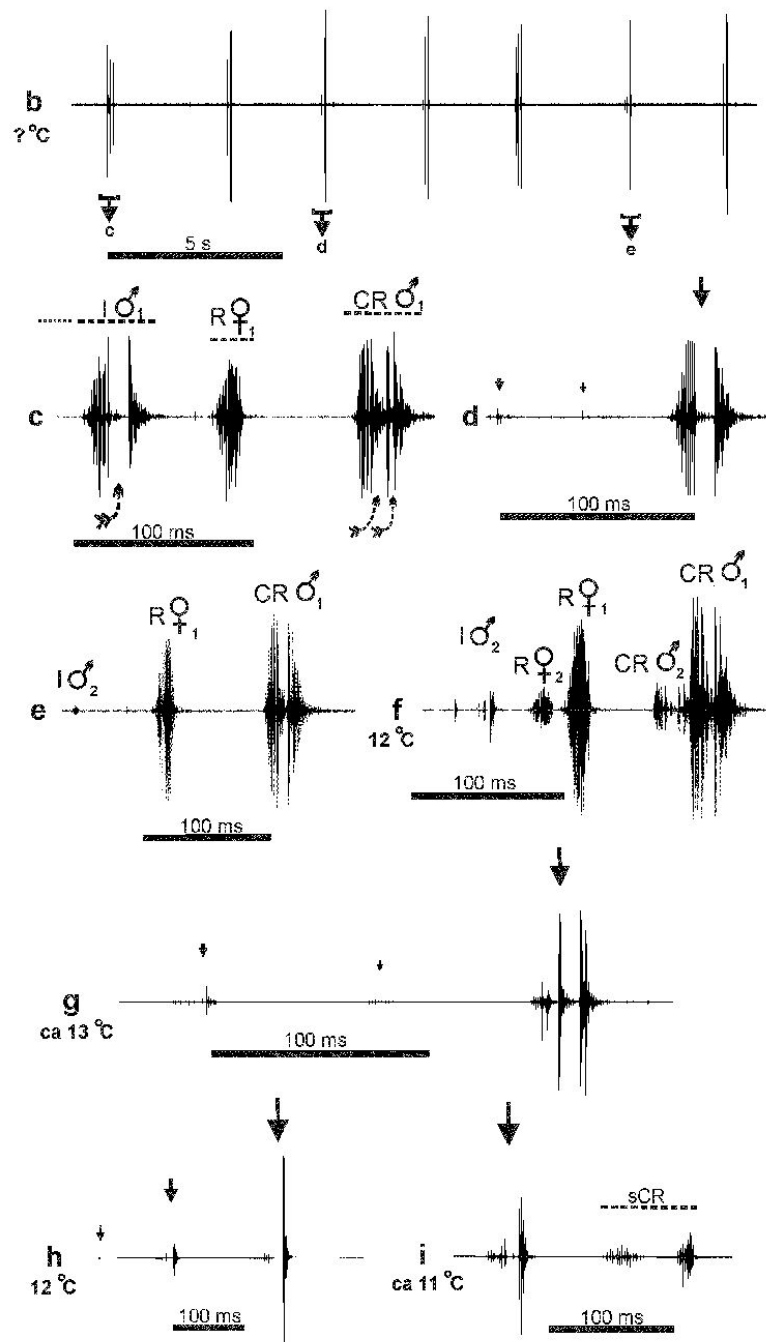 b
? °C
c
d
e
5 s
I ♂1
R ♀1
CR ♂1
c
100 ms
d
100 ms
I ♂2
R ♀1
CR ♂1
e
100 ms
I ♂2
R ♀2
R ♀1
CR ♂2
CR ♂1
f
12 °C
100 ms
g
ca 13 °C
100 ms
h
12 °C
100 ms
i
ca 11 °C
sCR
100 ms